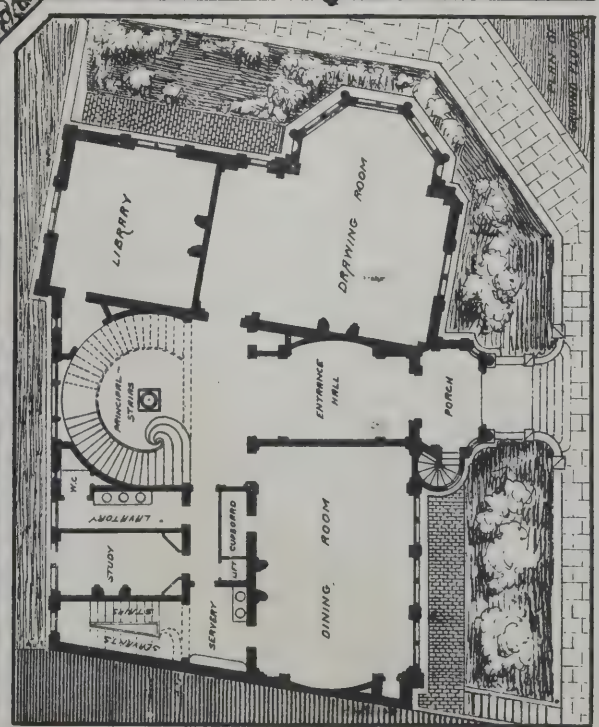 PLAN OF
GROUND FLOOR
LIBRARY
DRAWING ROOM
PRINCIPAL-
STAIRS
ENTRANCE
HALL
PORCH
W.C
LAVATORY
STUDY
SERVANTS
STAIRS
SERVERY
LIFT
CUPBOARD
DINING ROOM